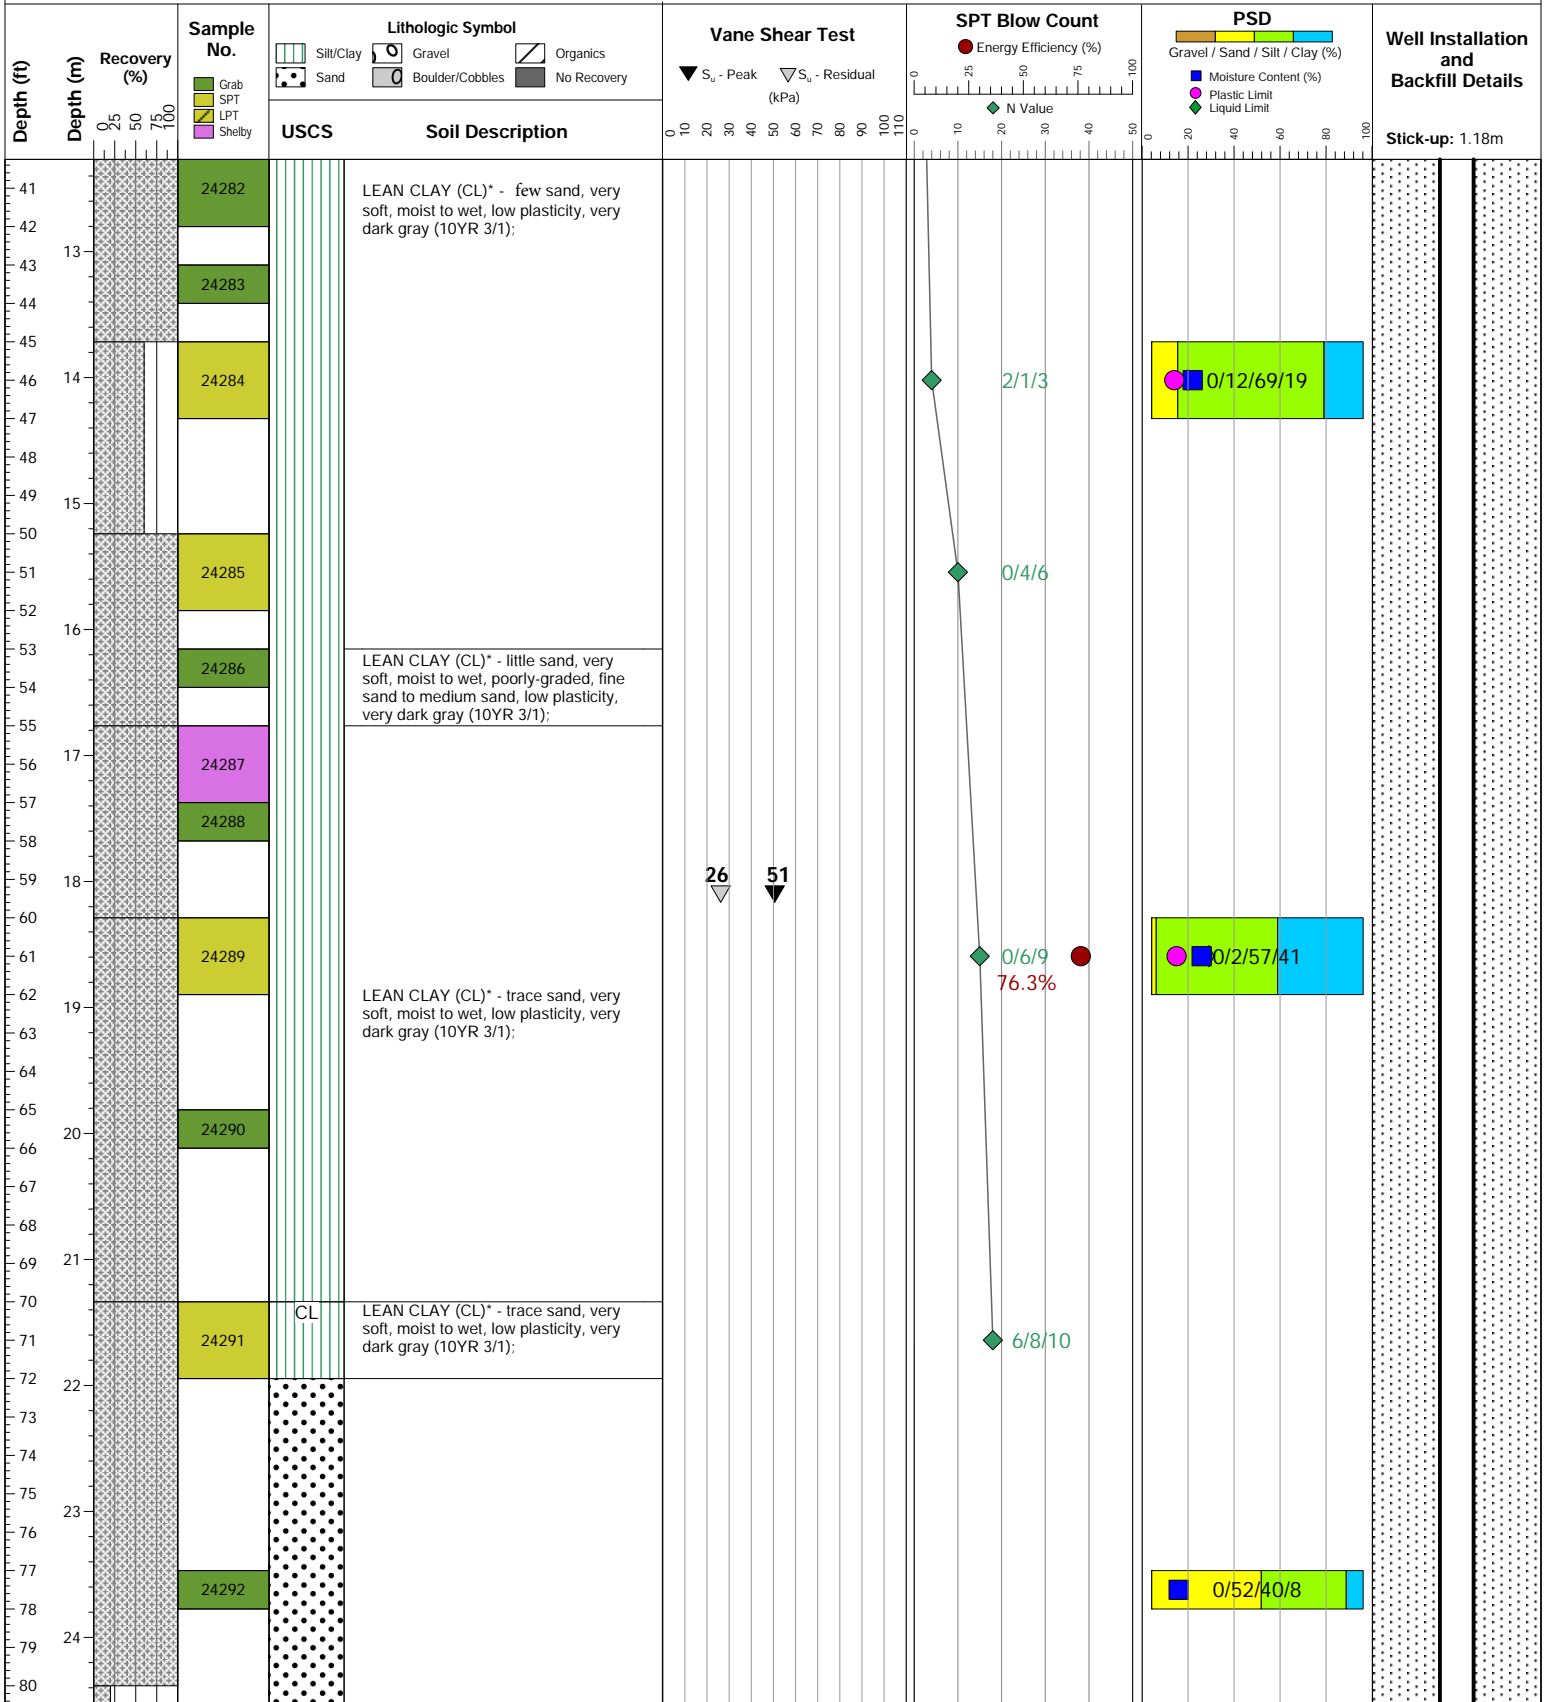 Depth (ft)
Depth (m)
Recovery
(%)
0 25 50 75 100
Sample
No.
Grab
SPT
LPT
Shelby
Lithologic Symbol
Silt/Clay Gravel Organics
Sand Boulder/Cobbles No Recovery
USCS Soil Description
Vane Shear Test
Su - Peak Su - Residual
(kPa)
0 10 20 30 40 50 60 70 80 90 100 110
SPT Blow Count
Energy Efficiency (%)
0 25 50 75 100
N Value
0 10 20 30 40 50
PSD
Gravel / Sand / Silt / Clay (%)
Moisture Content (%)
Plastic Limit
Liquid Limit
0 20 40 60 80 100
Well Installation
and
Backfill Details
Stick-up: 1.18m
41
42
43
44
45
46
47
48
49
50
51
52
53
54
55
56
57
58
59
60
61
62
63
64
65
66
67
68
69
70
71
72
73
74
75
76
77
78
79
80
13
14
15
16
17
18
19
20
21
22
23
24
24282
24283
24284
24285
24286
24287
24288
24289
24290
24291
24292
CL
LEAN CLAY (CL)* - few sand, very
soft, moist to wet, low plasticity, very
dark gray (10YR 3/1);
LEAN CLAY (CL)* - little sand, very
soft, moist to wet, poorly-graded, fine
sand to medium sand, low plasticity,
very dark gray (10YR 3/1);
LEAN CLAY (CL)* - trace sand, very
soft, moist to wet, low plasticity, very
dark gray (10YR 3/1);
LEAN CLAY (CL)* - trace sand, very
soft, moist to wet, low plasticity, very
dark gray (10YR 3/1);
26 51
2/1/3
0/4/6
0/6/9
76.3%
6/8/10
0/12/69/19
0/2/57/41
0/52/40/8